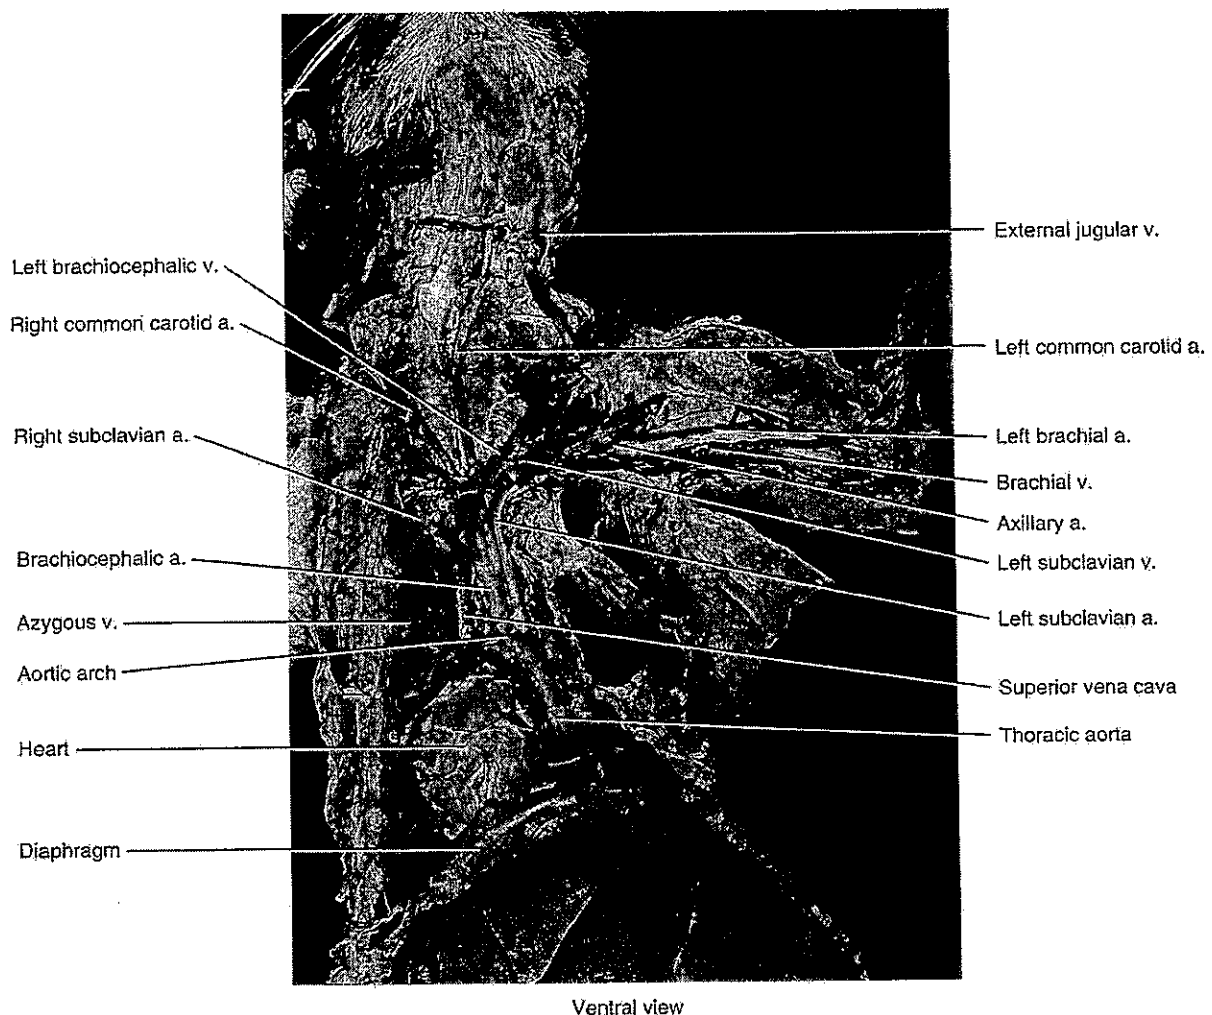 Left brachiocephalic v.
Right common carotid a.
Right subclavian a.
Brachiocephalic a.
Azygous v.
Aortic arch
Heart
Diaphragm
External jugular v.
Left common carotid a.
Left brachial a.
Brachial v.
Axillary a.
Left subclavian v.
Left subclavian a.
Superior vena cava
Thoracic aorta
Ventral view